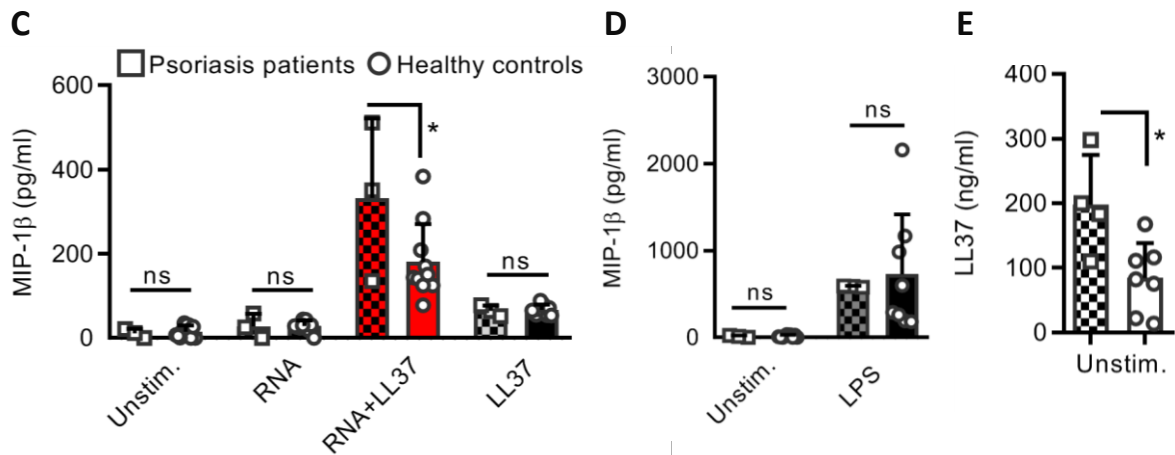 C
Psoriasis patients Healthy controls
MIP-1β (pg/ml)
600
400
200
0
ns
ns
*
ns
Unstim.
RNA
RNA+LL37
LL37
D
MIP-1β (pg/ml)
3000
2000
1000
0
ns
ns
Unstim.
LPS
E
LL37 (ng/ml)
400
300
200
100
0
*
Unstim.